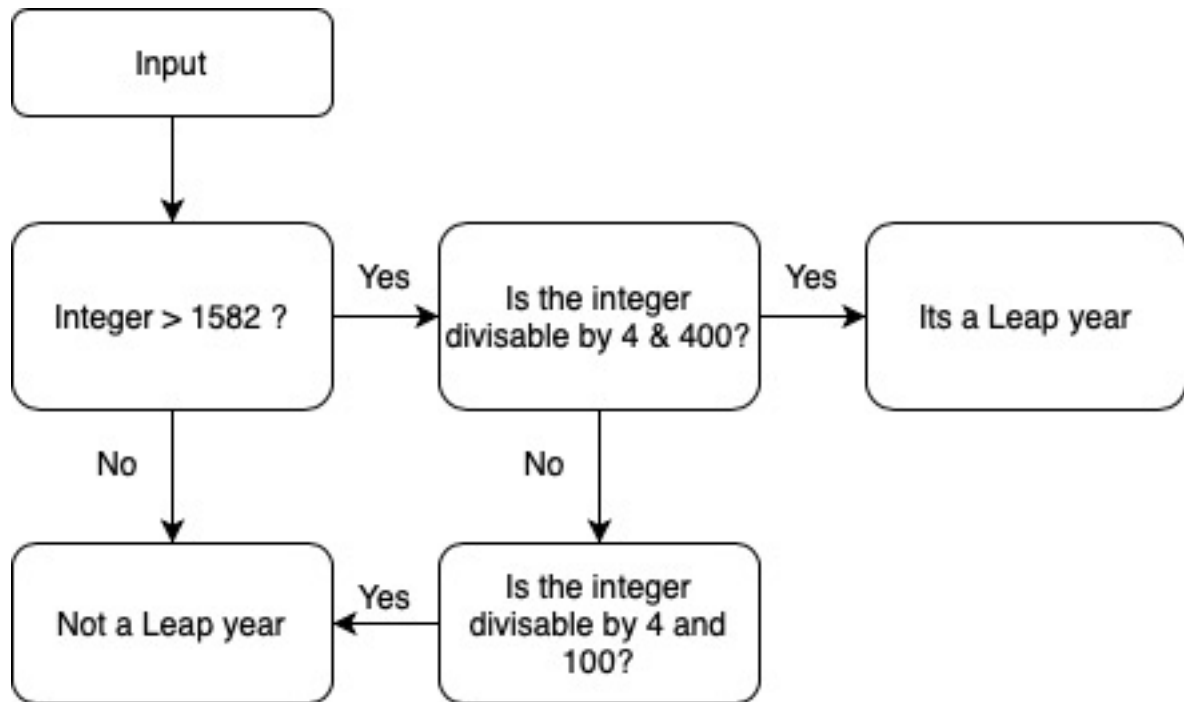 Input
Integer > 1582 ?
Yes
Is the integer
divisable by 4 & 400?
Yes
Its a Leap year
No
No
Not a Leap year
Yes
Is the integer
divisable by 4 and
100?